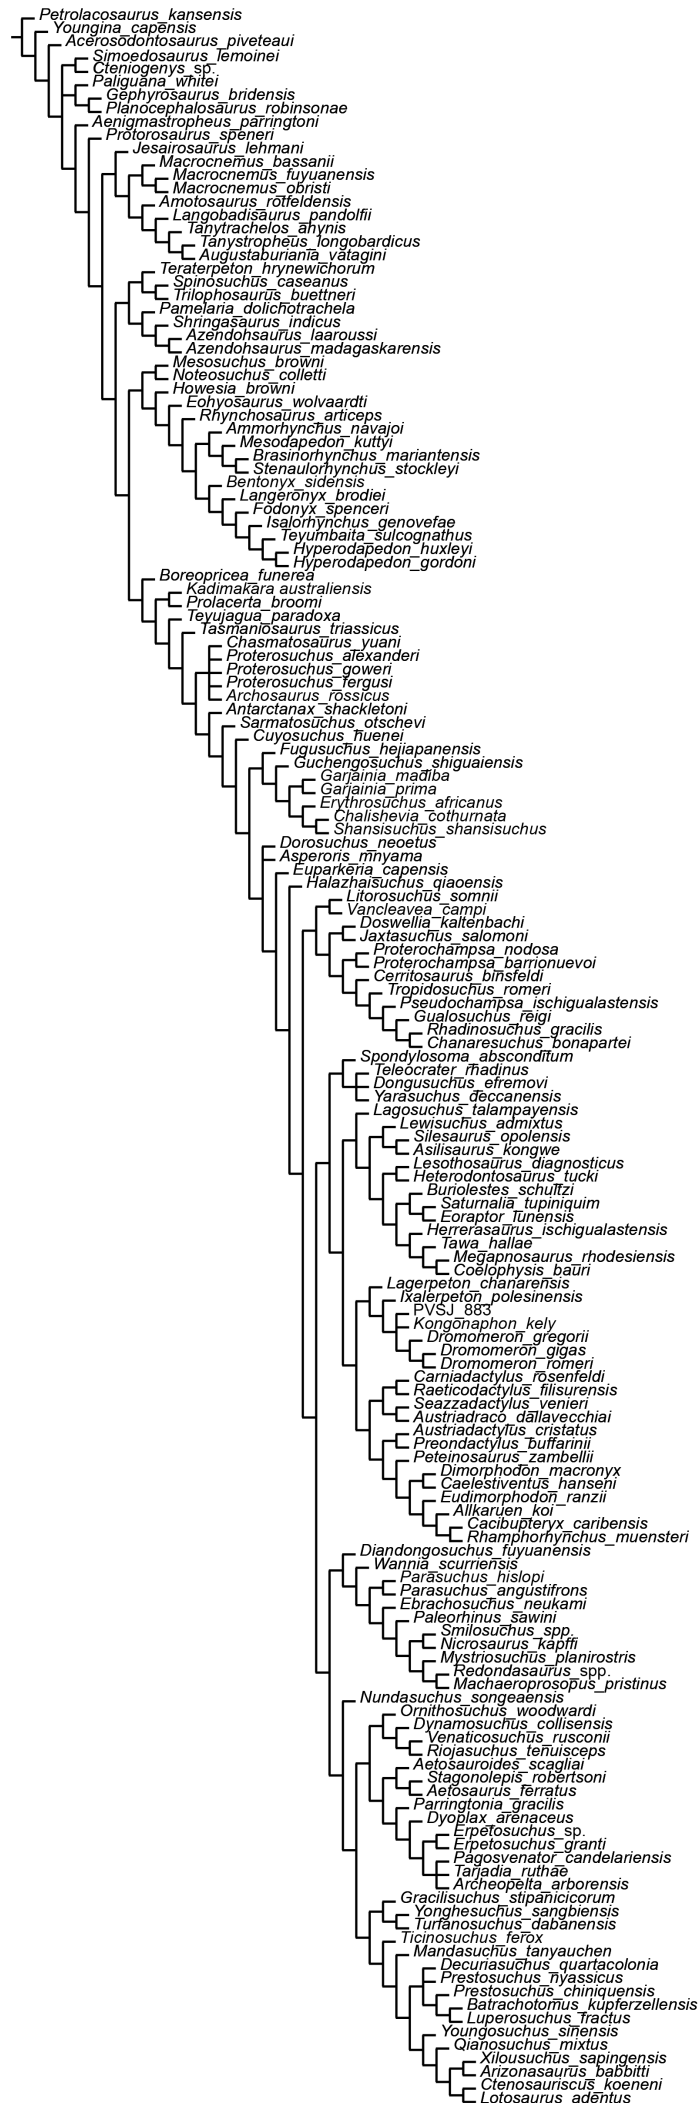 Petrolacosaurus_kansensis
Youngina_capensis
Acerosodontosaurus_piveteaui
Simoedosaurus_lemoinei
Cteniogenys_sp.
Paliguana_whitei
Gephyrosaurus_bridensis
Planocephalosaurus_robinsonae
Aenigmastropheus_parringtoni
Protorosaurus_speneri
Jesairosaurus_lehmani
Macrocnemus_bassanii
Macrocnemus_fuyuanensis
Macrocnemus_obristi
Amotosaurus_rotfeldensis
Langobadisaurus_pandolfii
Tanytrachelos_ahynis
Tanystropheus_longobardicus
Augustaburiania_vatagini
Teraterpeton_hrynewichorum
Spinosuchus_caseanus
Trilophosaurus_buettneri
Pamelaria_dolichotrachela
Shringasaurus_indicus
Azendohsaurus_laaroussi
Azendohsaurus_madagaskarensis
Mesosuchus_browni
Noteosuchus_colletti
Howesia_browni
Eohyosaurus_wolvaardti
Rhynchosaurus_articeps
Ammorhynchus_navajoi
Mesodapedon_kuttyi
Brasinorhynchus_mariantensis
Stenaulorhynchus_stockleyi
Bentonyx_sidensis
Langeronyx_brodiei
Fodonyx_spenceri
Isalorhynchus_genovefae
Teyumbaita_sulcognathus
Hyperodapedon_huxleyi
Hyperodapedon_gordoni
Boreopricea_funerea
Kadimakara australiensis
Prolacerta_broomi
Teyujagua_paradoxa
Tasmaniosaurus_triassicus
Chasmatosaurus_yuani
Proterosuchus_alexanderi
Proterosuchus_goweri
Proterosuchus_fergusi
Archosaurus_rossicus
Antarctanax_shackletoni
Sarmatosuchus_otschevi
Cuyosuchus_huenei
Fugusuchus_hejiapanensis
Guchengosuchus_shiguaiensis
Garjainia_madiba
Garjainia_prima
Erythrosuchus_africanus
Chalishevia_cothurnata
Shansisuchus_shansisuchus
Dorosuchus_neoetus
Asperoris_mnyama
Euparkeria_capensis
Halazhaisuchus_qiaoensis
Litorosuchus_somnii
Vancleavea_campi
Doswellia_kaltenbachi
Jaxtasuchus_salomoni
Proterochampsa_nodosa
Proterochampsa_barrionuevoi
Cerritosaurus_binsfeldi
Tropidosuchus_romeri
Pseudochampsa_ischigualastensis
Gualosuchus_reigi
Rhadinosuchus_gracilis
Chanaresuchus_bonapartei
Spondylosoma_absconditum
Teleocrater_rhadinus
Dongusuchus_efremovi
Yarasuchus_deccanensis
Lagosuchus_talampayensis
Lewisuchus_admixtus
Silesaurus_opolensis
Asilisaurus_kongwe
Lesothosaurus_diagnosticus
Heterodontosaurus_tucki
Buriolestes_schultzi
Saturnalia_tupiniquim
Eoraptor_lunensis
Herrerasaurus_ischigualastensis
Tawa_hallae
Megapnosaurus_rhodesiensis
Coelophysis_bauri
Lagerpeton_chanarensis
Ixalerpeton_polesinensis
PVSJ_883
Kongonaphon_kely
Dromomeron_gregorii
Dromomeron_gigas
Dromomeron_romeri
Carniadactylus_rosenfeldi
Raeticodactylus_filisurensis
Seazzadactylus_venieri
Austriadraco_dallavecchiai
Austriadactylus_cristatus
Preondactylus_buffarinii
Peteinosaurus_zambellii
Dimorphodon_macronyx
Caelestiventus_hanseni
Eudimorphodon_ranzii
Allkaruen_koi
Cacibupteryx_caribensis
Rhamphorhynchus_muensteri
Diandongosuchus_fuyuanensis
Wannia_scurriensis
Parasuchus_hislopi
Parasuchus_angustifrons
Ebrachosuchus_neukami
Paleorhinus_sawini
Smilosuchus_spp.
Nicrosaurus_kapffi
Mystriosuchus_planirostris
Redondasaurus_spp.
Machaeroprosopus_pristinus
Nundasuchus_songeaensis
Ornithosuchus_woodwardi
Dynamosuchus_collisensis
Venaticosuchus_rusconii
Riojasuchus_tenuisceps
Aetosauroides_scagliai
Stagonolepis_robertsoni
Aetosaurus_ferratus
Parringtonia_gracilis
Dyoplax_arenaceus
Erpetosuchus_sp.
Erpetosuchus_granti
Pagosvenator_candelariensis
Tarjadia_ruthae
Archeopelta_arborensis
Gracilisuchus_stipanicicorum
Yonghesuchus_sangbiensis
Turfanosuchus_dabanensis
Ticinosuchus_ferox
Mandasuchus_tanyauchen
Decuriasuchus_quartacolonia
Prestosuchus_nyassicus
Prestosuchus_chiniquensis
Batrachotomus_kupferzellensis
Luperosuchus_fractus
Youngosuchus_sinensis
Qianosuchus_mixtus
Xilousuchus_sapingensis
Arizonasaurus_babbitti
Ctenosauriscus_koeneni
Lotosaurus_adentus